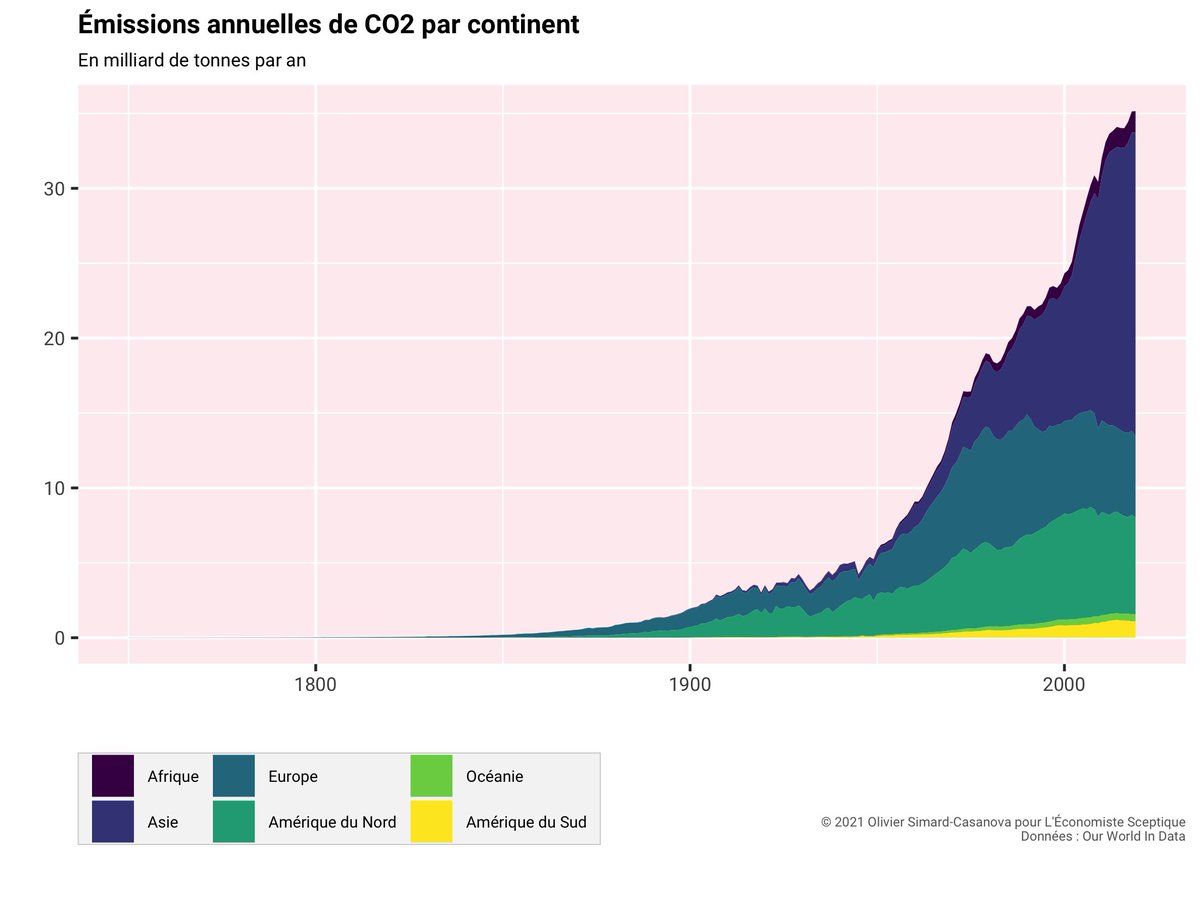 Émissions annuelles de CO2 par continent
En milliard de tonnes par an
30
20
10
0
1800
1900
2000
Afrique
Europe
Océanie
Asie
Amérique du Nord
Amérique du Sud
© 2021 Olivier Simard-Casanova pour L'Économiste Sceptique
Données : Our World In Data